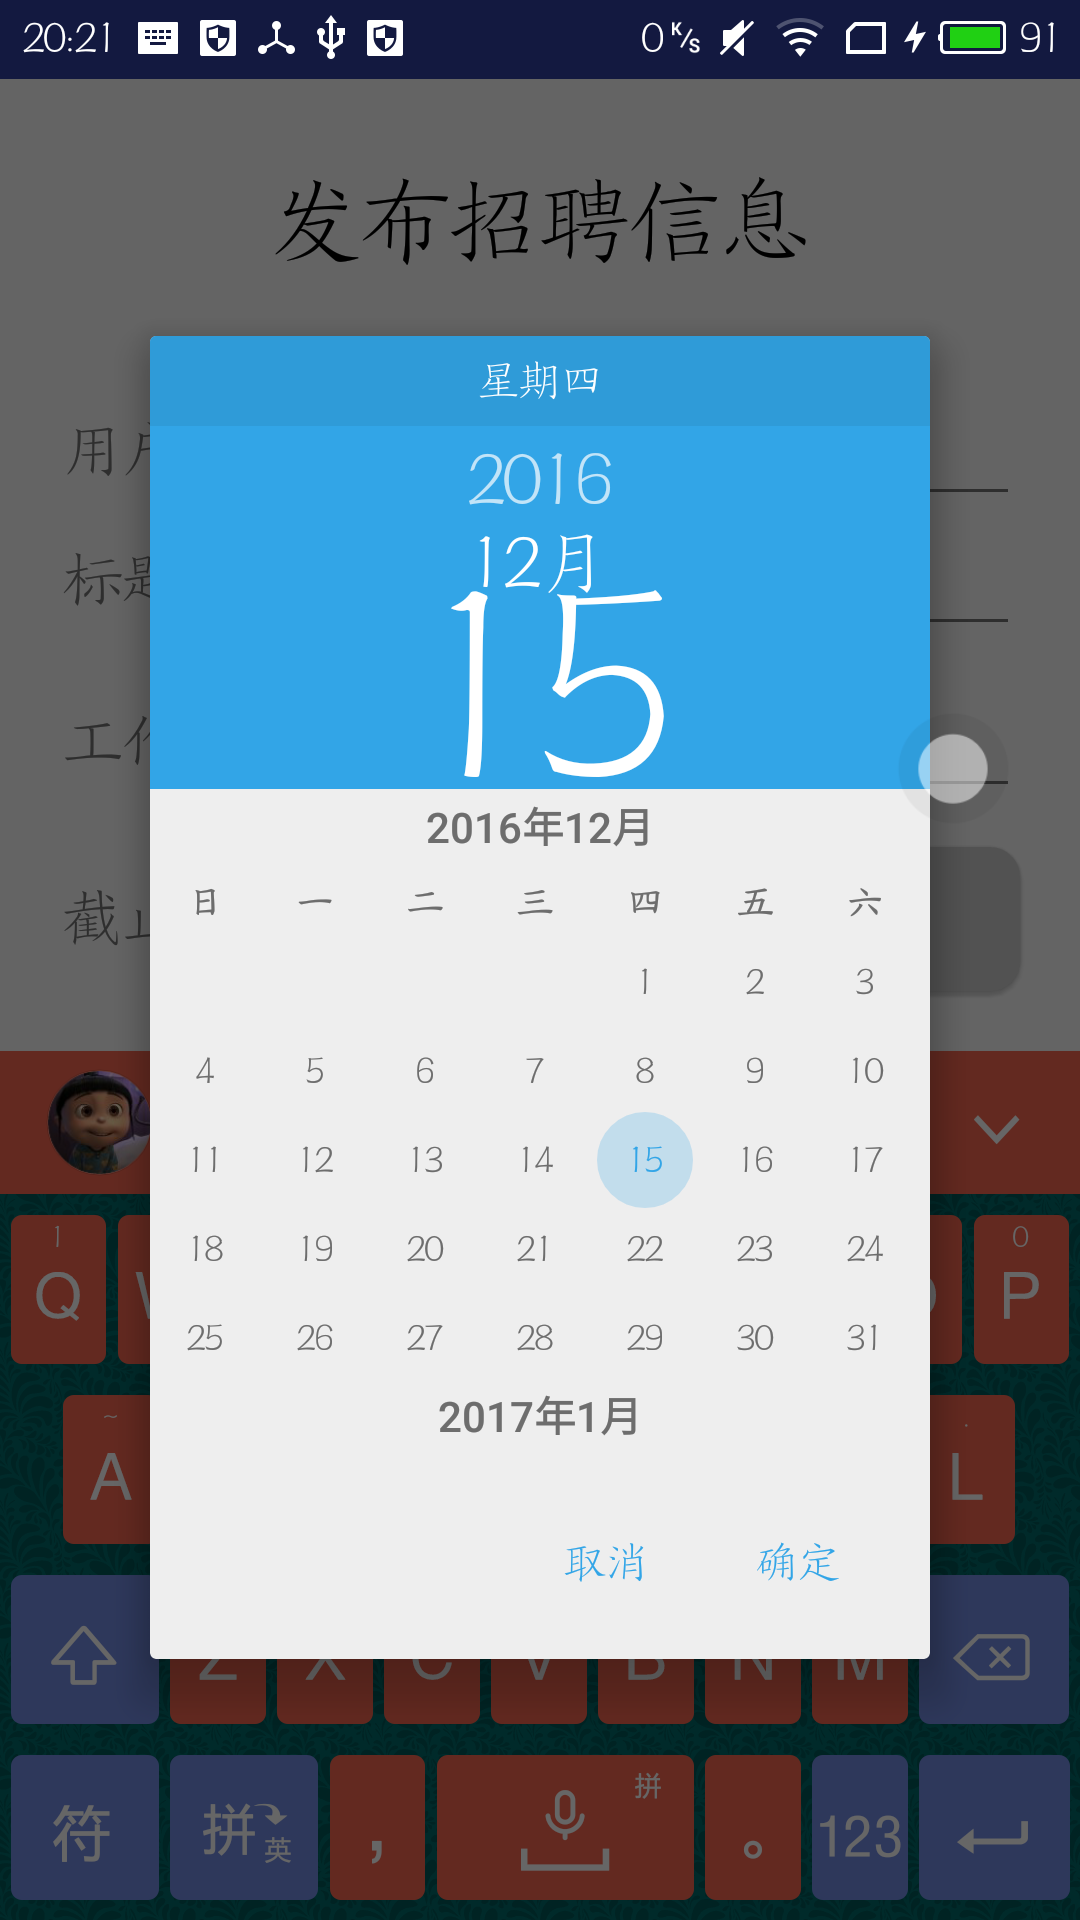 20:21 0 K/s 91
发布招聘信息
星期四
用户
2016
12月
15
标题
工作
2016年12月
日 一 二 三 四 五 六
截止
1 2 3
4 5 6 7 8 9 10
11 12 13 14 15 16 17
18 19 20 21 22 23 24
25 26 27 28 29 30 31
2017年1月
取消 确定
1 0
Q W P
~ .
A L
Z X C V B N M
符 拼 英 , 拼 。 123